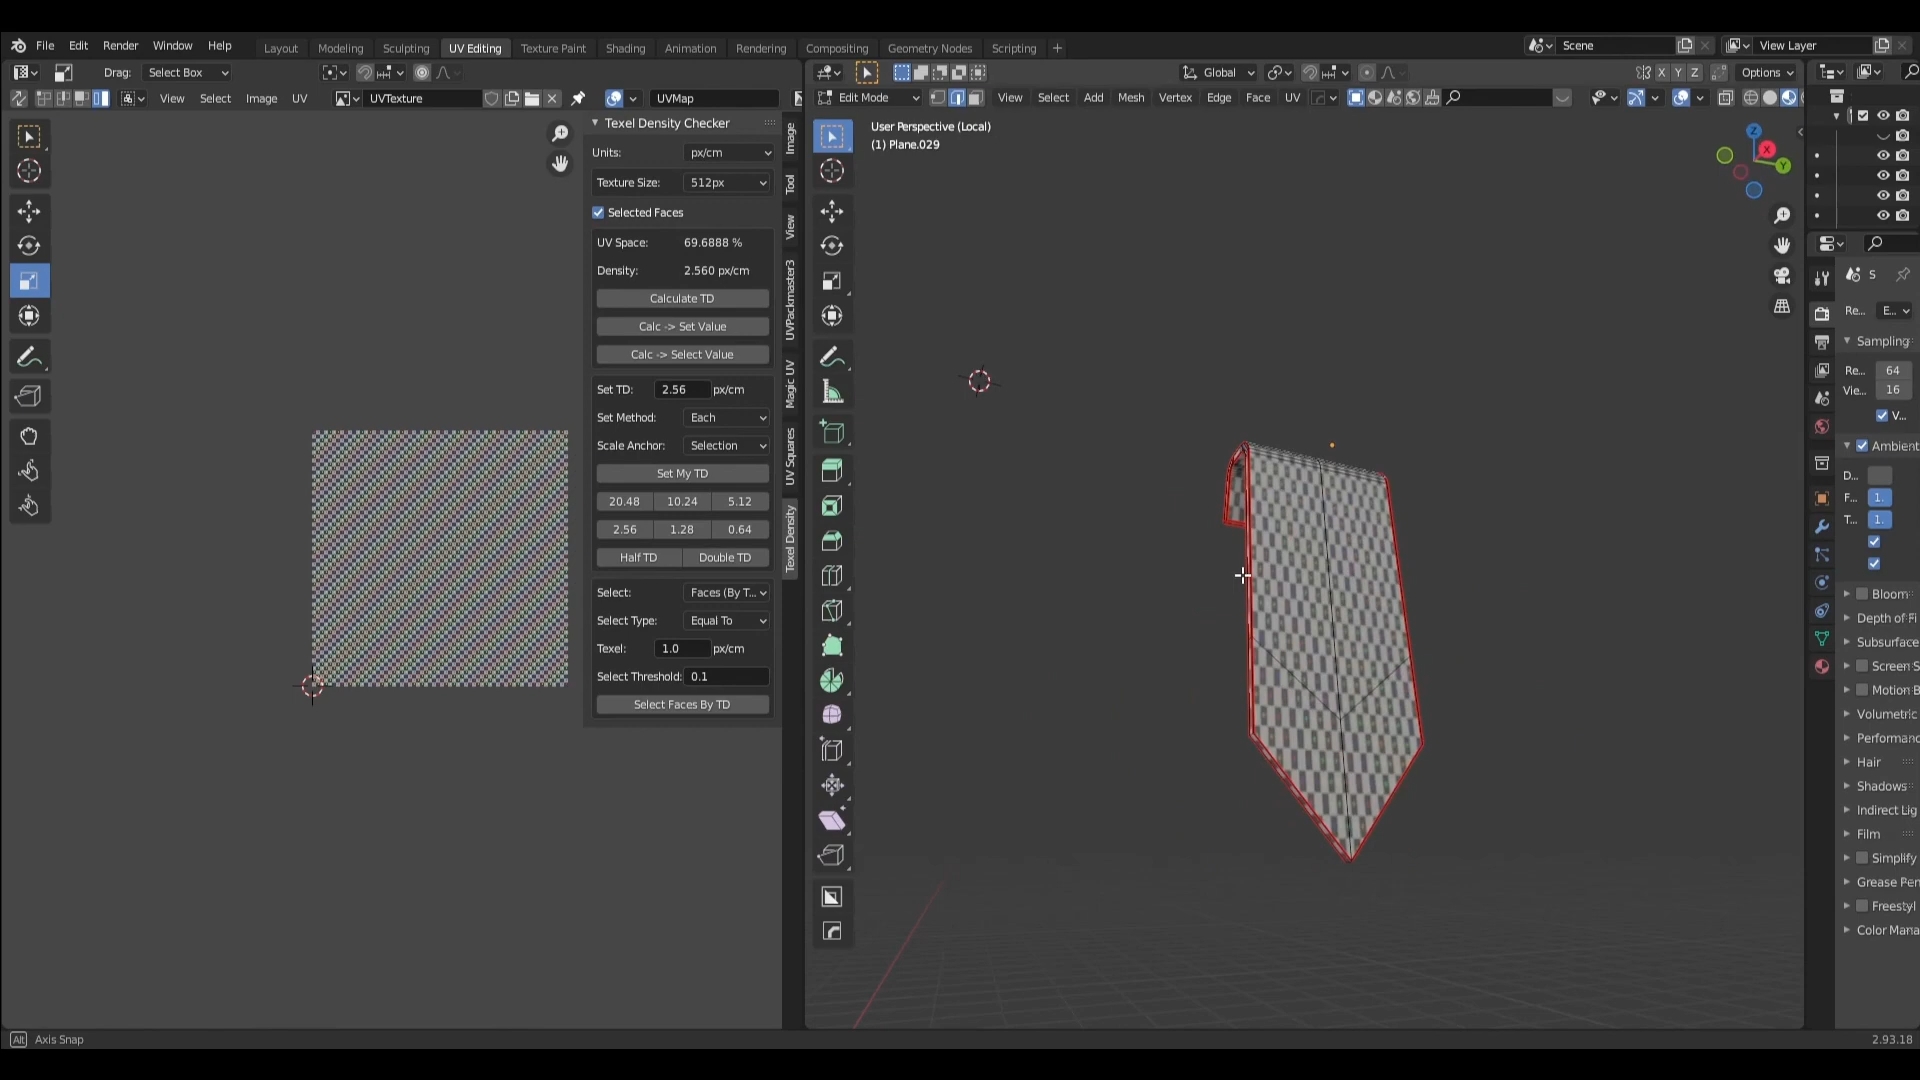 File Edit Render Window Help Layout Modeling Sculpting UV Editing Texture Paint Shading Animation Rendering Compositing Geometry Nodes Scripting + Scene View Layer
Drag: Select Box Global X Y Z Options
View Select Image UV UVTexture UVMap Edit Mode View Select Add Mesh Vertex Edge Face UV
Texel Density Checker
Units: px/cm
Texture Size: 512px
Selected Faces
UV Space: 69.6888 %
Density: 2.560 px/cm
Calculate TD
Calc -> Set Value
Calc -> Select Value
Set TD: 2.56 px/cm
Set Method: Each
Scale Anchor: Selection
Set My TD
20.48 10.24 5.12
2.56 1.28 0.64
Half TD Double TD
Select: Faces (By T...
Select Type: Equal To
Texel: 1.0 px/cm
Select Threshold: 0.1
Select Faces By TD
Image
Tool
View
UVPackmaster3
Magic UV
UV Squares
Texel Density
User Perspective (Local)
(1) Plane.029
Z
X
Y
S
Re... E...
Sampling
Re... 64
Vie... 16
V...
Ambient
D...
F... 1.
T... 1.
Bloom
Depth of Fi
Subsurface
Screen S
Motion B
Volumetric
Performanc
Hair
Shadows
Indirect Lig
Film
Simplify
Grease Pen
Freestyl
Color Mana
Alt Axis Snap
2.93.18